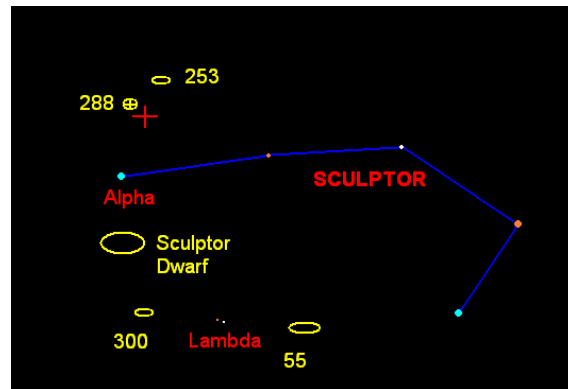 253
288
SCULPTOR
Alpha
Sculptor
Dwarf
300
Lambda
55